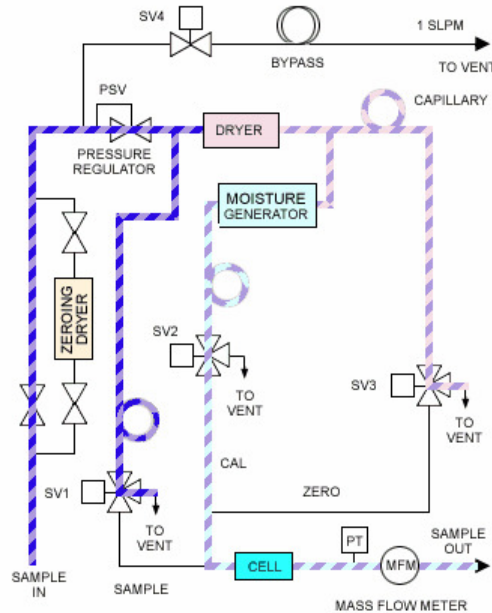 SV4
1 SLPM
BYPASS
TO VENT
PSV
CAPILLARY
DRYER
PRESSURE
REGULATOR
MOISTURE
GENERATOR
ZEROING
DRYER
SV2
TO
VENT
SV3
TO
VENT
CAL
SV1
ZERO
TO
VENT
PT
SAMPLE
OUT
SAMPLE
IN
SAMPLE
CELL
MFM
MASS FLOW METER